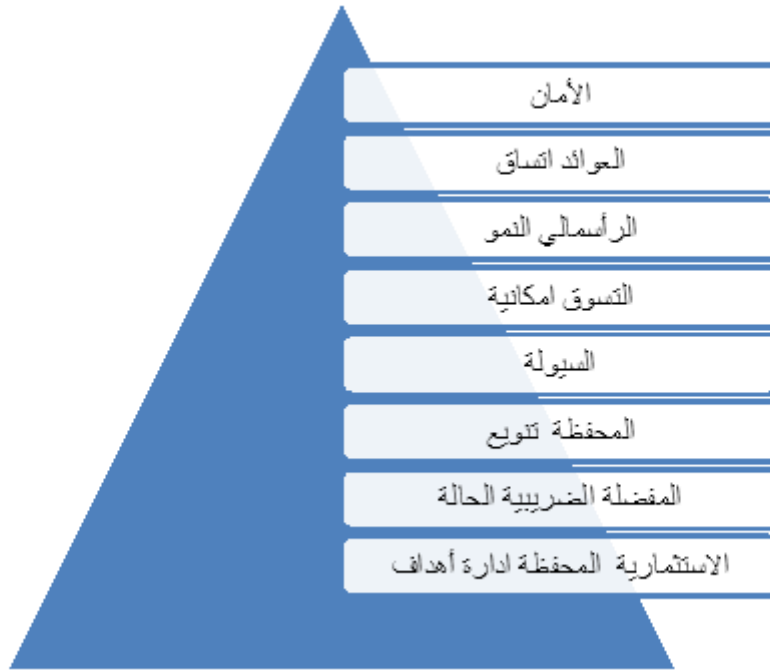 الأمان
العوائد اتساق
الرأسمالي النمو
التسوق امكانية
السيولة
المحفظة تنويع
المفضلة الضريبية الحالة
الاستثمارية المحفظة ادارة أهداف